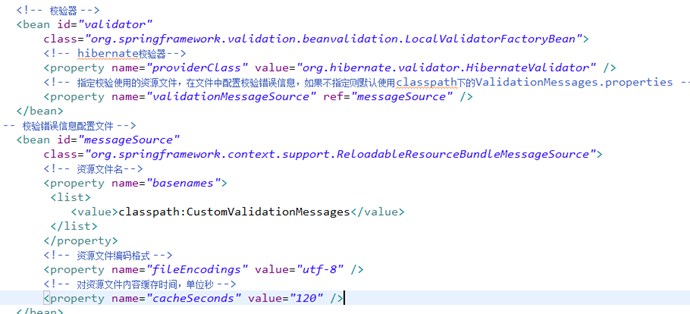 <!-- 校验器 -->
<bean id="validator"
class="org.springframework.validation.beanvalidation.LocalValidatorFactoryBean">
<!-- hibernate校验器-->
<property name="providerClass" value="org.hibernate.validator.HibernateValidator" />
<!-- 指定校验使用的资源文件，在文件中配置校验错误信息，如果不指定则默认使用classpath下的ValidationMessages.properties --
<property name="validationMessageSource" ref="messageSource" />
</bean>
-- 校验错误信息配置文件 -->
<bean id="messageSource"
class="org.springframework.context.support.ReloadableResourceBundleMessageSource">
<!-- 资源文件名-->
<property name="basenames">
<list>
<value>classpath:CustomValidationMessages</value>
</list>
</property>
<!-- 资源文件编码格式 -->
<property name="fileEncodings" value="utf-8" />
<!-- 对资源文件内容缓存时间，单位秒 -->
<property name="cacheSeconds" value="120" />
</bean>